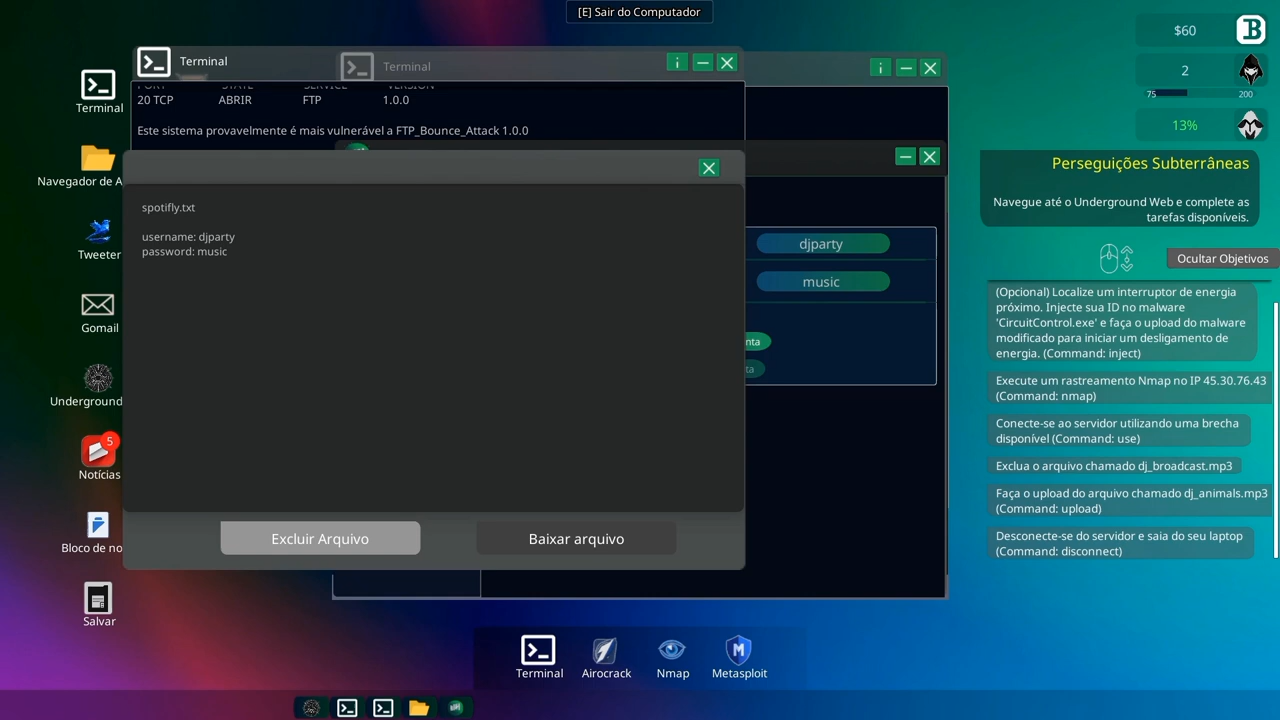 [E] Sair do Computador
$60
2
75
200
13%
Terminal
Terminal
20 TCP ABRIR FTP 1.0.0
Este sistema provavelmente é mais vulnerável a FTP_Bounce_Attack 1.0.0
spotifly.txt
username: djparty
password: music
Excluir Arquivo
Baixar arquivo
djparty
music
nta
ta
Terminal
Navegador de A
Tweeter
Gomail
Underground
5
Notícias
Bloco de no
Salvar
Perseguições Subterrâneas
Navegue até o Underground Web e complete as
tarefas disponíveis.
Ocultar Objetivos
(Opcional) Localize um interruptor de energia
próximo. Injecte sua ID no malware
'CircuitControl.exe' e faça o upload do malware
modificado para iniciar um desligamento de
energia. (Command: inject)
Execute um rastreamento Nmap no IP 45.30.76.43
(Command: nmap)
Conecte-se ao servidor utilizando uma brecha
disponível (Command: use)
Exclua o arquivo chamado dj_broadcast.mp3
Faça o upload do arquivo chamado dj_animals.mp3
(Command: upload)
Desconecte-se do servidor e saia do seu laptop
(Command: disconnect)
Terminal
Airocrack
Nmap
Metasploit